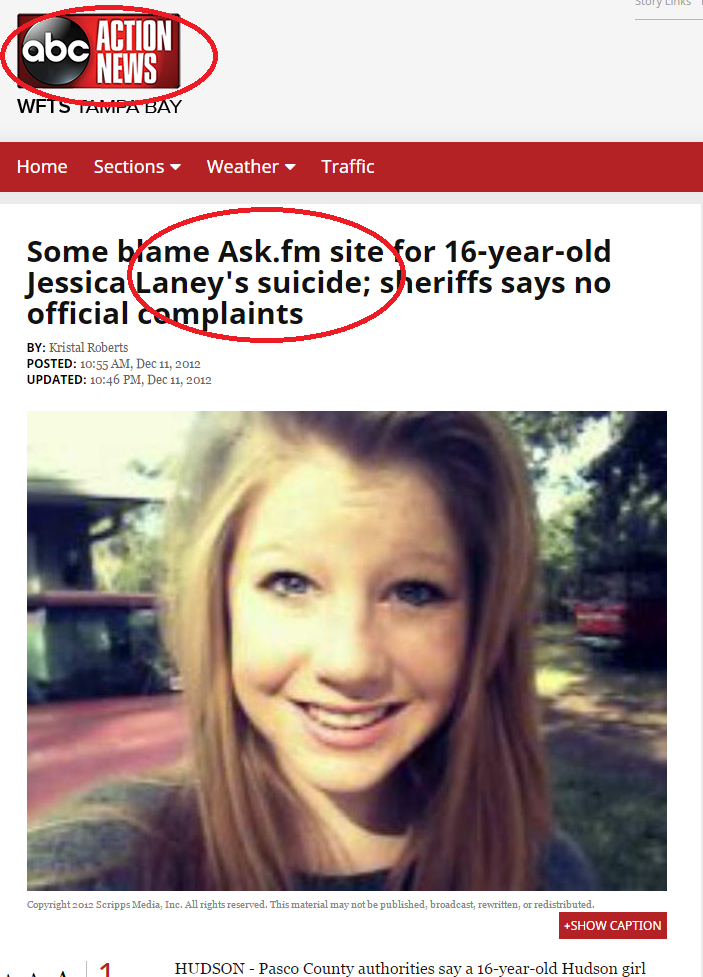 Story Links
abc ACTION
NEWS
WFTS TAMPA BAY
Home Sections Weather Traffic
Some blame Ask.fm site for 16-year-old
Jessica Laney's suicide; sheriffs says no
official complaints
BY: Kristal Roberts
POSTED: 10:55 AM, Dec 11, 2012
UPDATED: 10:46 PM, Dec 11, 2012
Copyright 2012 Scripps Media, Inc. All rights reserved. This material may not be published, broadcast, rewritten, or redistributed.
+SHOW CAPTION
1
HUDSON - Pasco County authorities say a 16-year-old Hudson girl